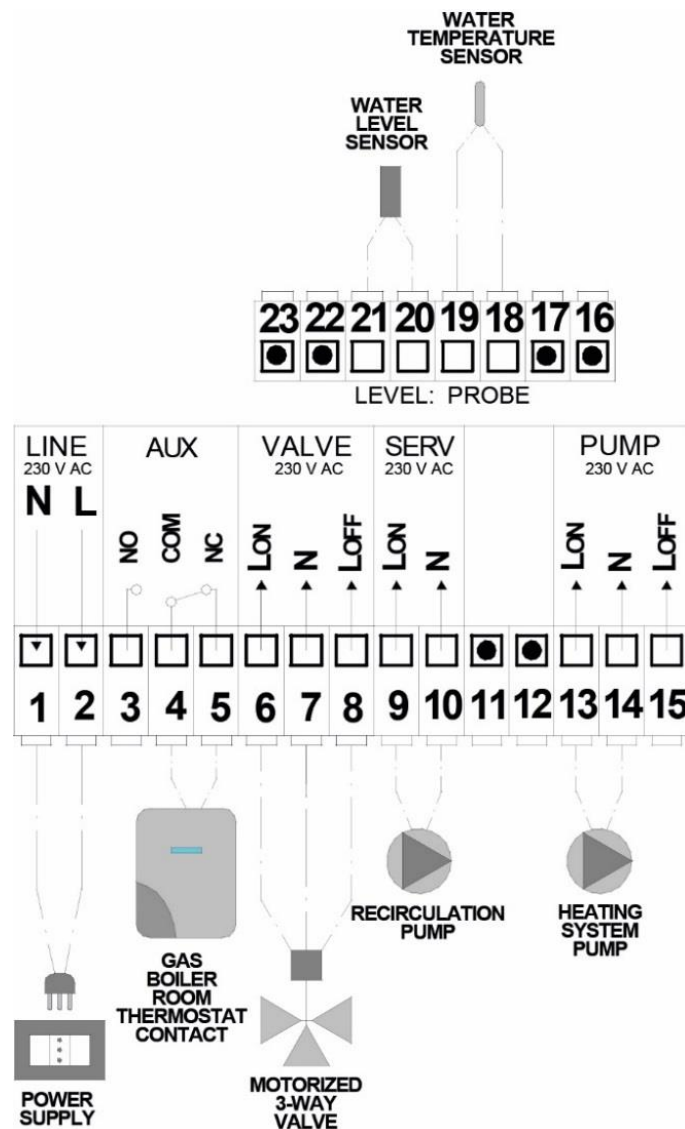 WATER
TEMPERATURE
SENSOR
WATER
LEVEL
SENSOR
23 22 21 20 19 18 17 16
LEVEL: PROBE
LINE
230 V AC
N L
AUX
NO COM NC
VALVE
230 V AC
LON N LOFF
SERV
230 V AC
LON N
PUMP
230 V AC
LON N LOFF
1 2 3 4 5 6 7 8 9 10 11 12 13 14 15
POWER
SUPPLY
GAS
BOILER
ROOM
THERMOSTAT
CONTACT
MOTORIZED
3-WAY
VALVE
RECIRCULATION
PUMP
HEATING
SYSTEM
PUMP